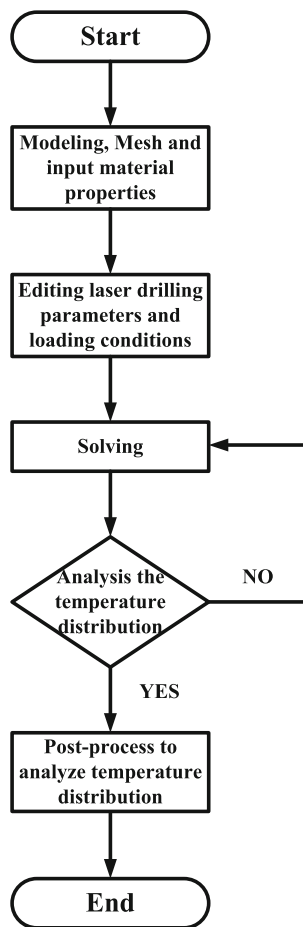 Start
Modeling, Mesh and
input material
properties
Editing laser drilling
parameters and
loading conditions
Solving
Analysis the
temperature
distribution
NO
YES
Post-process to
analyze temperature
distribution
End